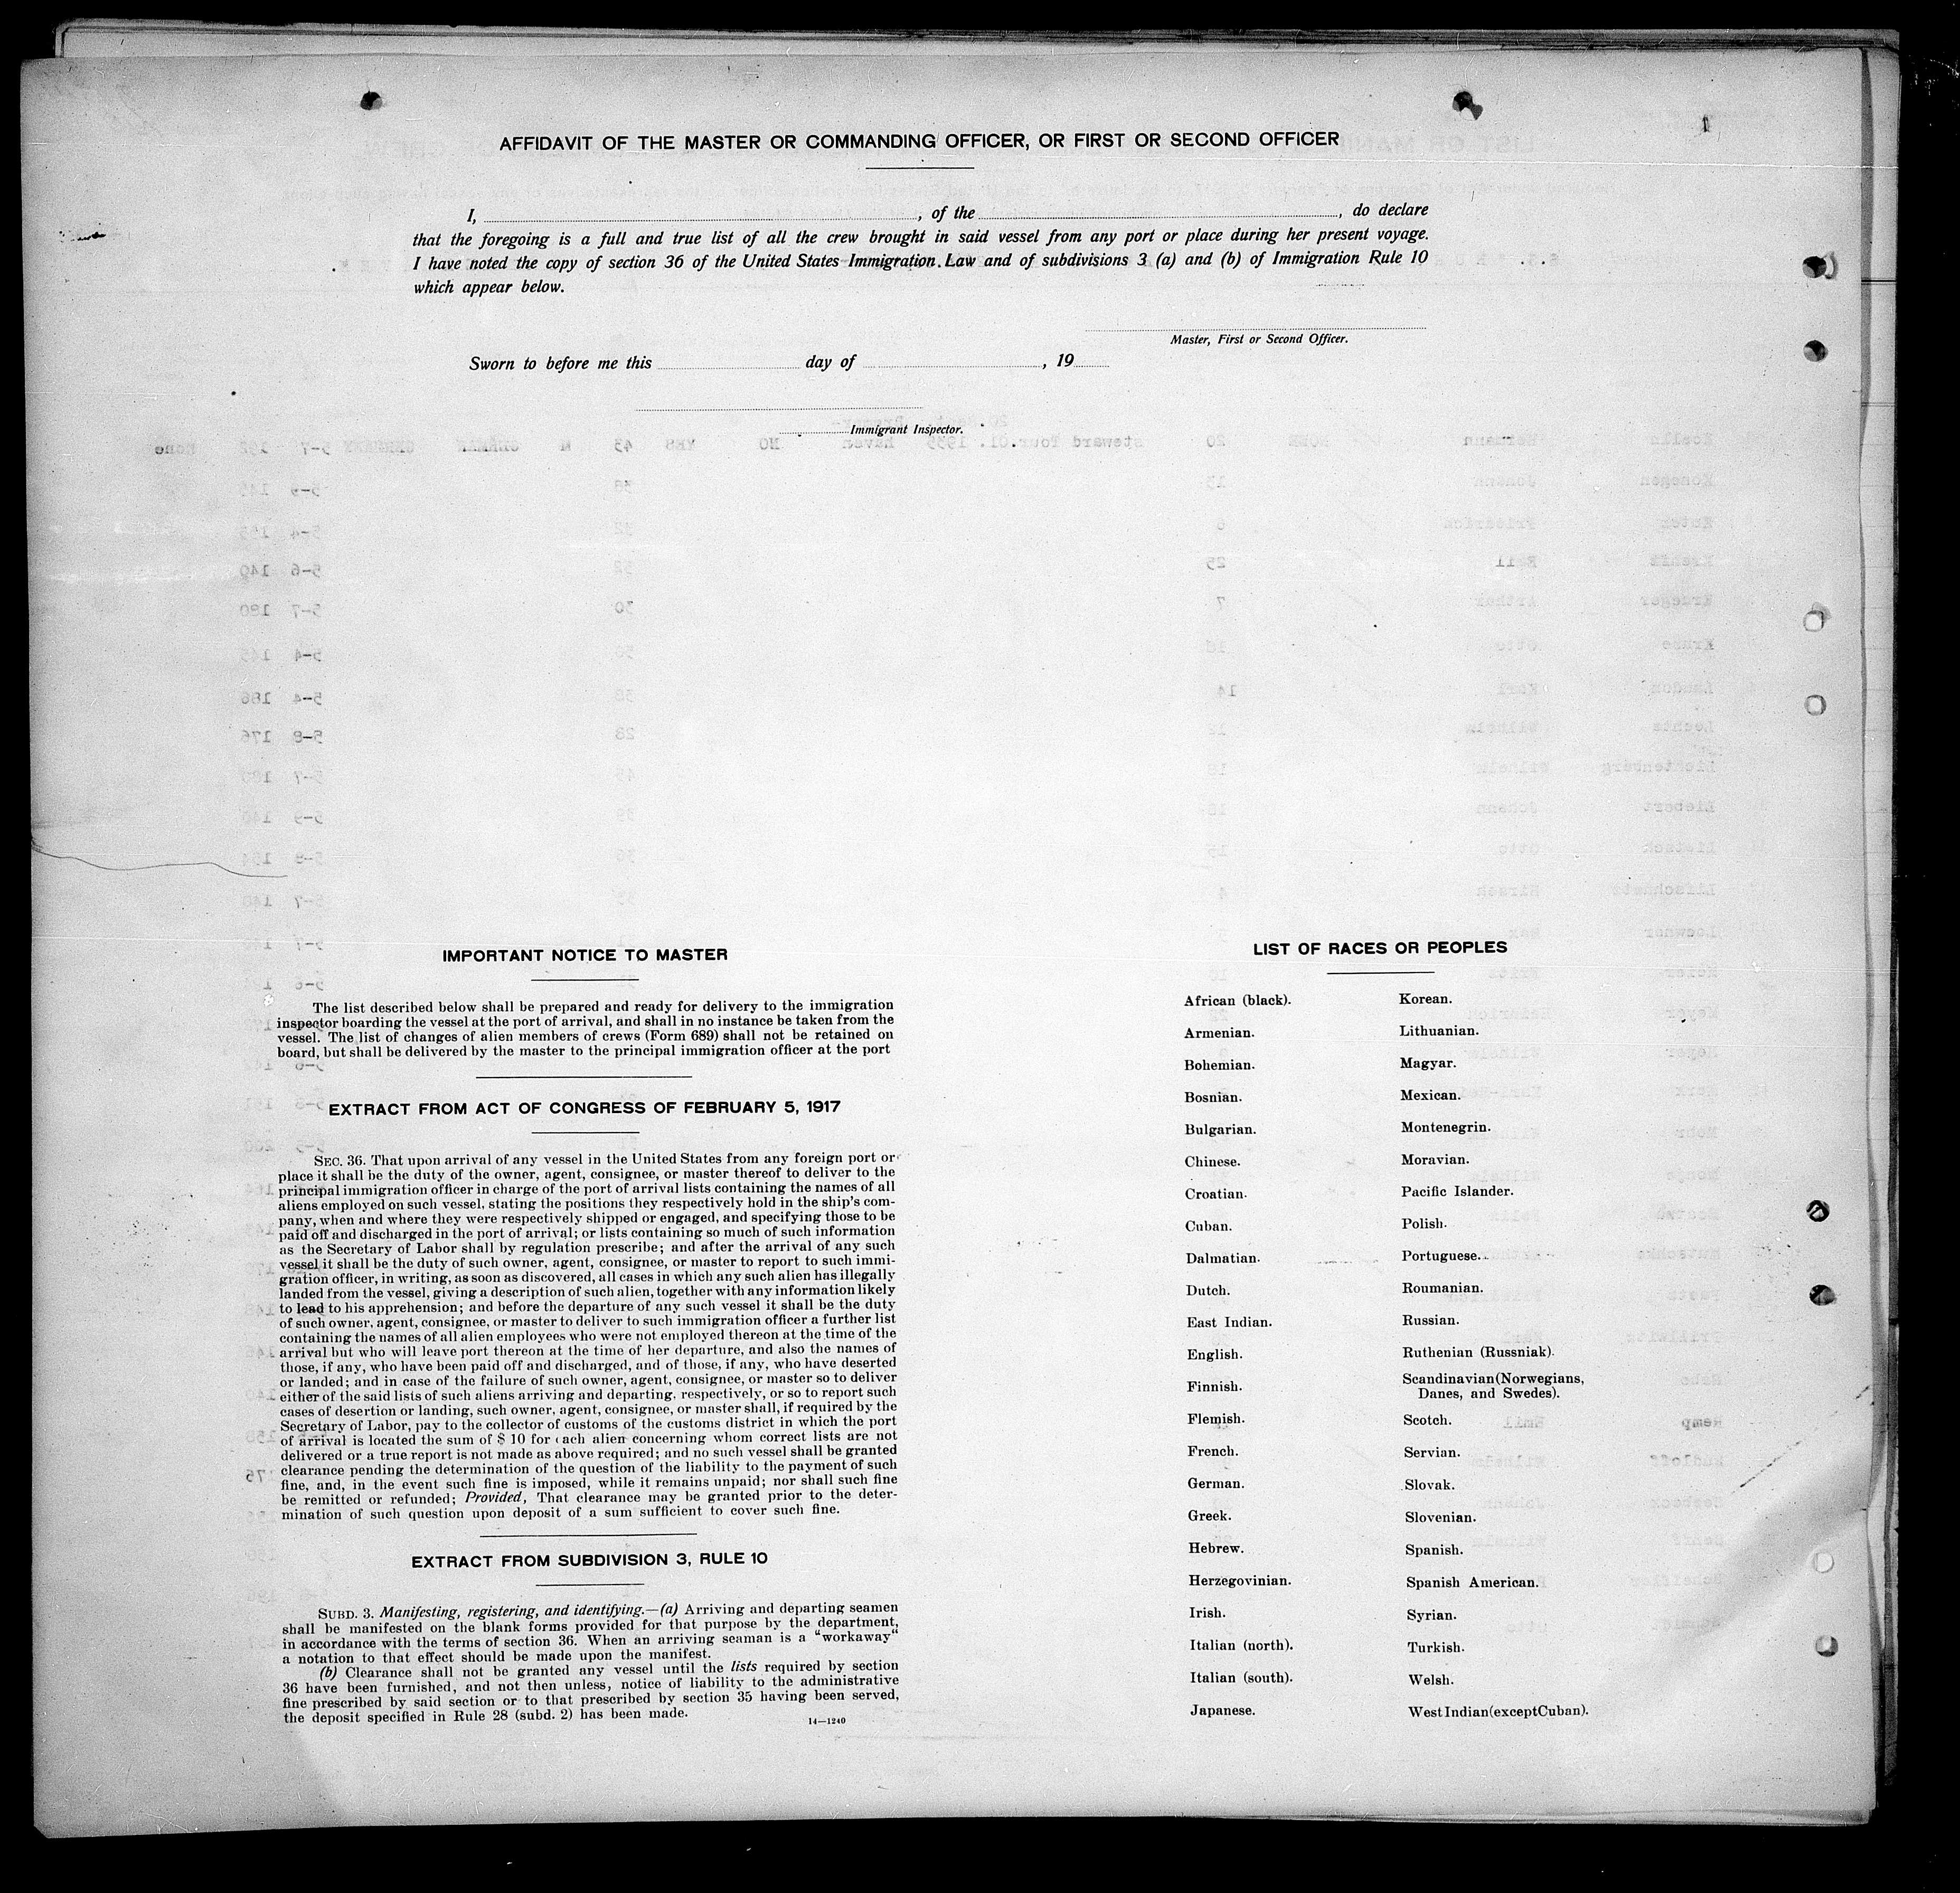 AFFIDAVIT OF THE MASTER OR COMMANDING OFFICER, OR FIRST OR SECOND OFFICER
I, , of the , do declare
that the foregoing is a full and true list of all the crew brought in said vessel from any port or place during her present voyage.
I have noted the copy of section 36 of the United States Immigration Law and of subdivisions 3 (a) and (b) of Immigration Rule 10
which appear below.
Master, First or Second Officer.
Sworn to before me this day of , 19
Immigrant Inspector.
IMPORTANT NOTICE TO MASTER
The list described below shall be prepared and ready for delivery to the immigration
inspector boarding the vessel at the port of arrival, and shall in no instance be taken from the
vessel. The list of changes of alien members of crews (Form 689) shall not be retained on
board, but shall be delivered by the master to the principal immigration officer at the port
EXTRACT FROM ACT OF CONGRESS OF FEBRUARY 5, 1917
SEC. 36. That upon arrival of any vessel in the United States from any foreign port or
place it shall be the duty of the owner, agent, consignee, or master thereof to deliver to the
principal immigration officer in charge of the port of arrival lists containing the names of all
aliens employed on such vessel, stating the positions they respectively hold in the ship's com-
pany, when and where they were respectively shipped or engaged, and specifying those to be
paid off and discharged in the port of arrival; or lists containing so much of such information
as the Secretary of Labor shall by regulation prescribe; and after the arrival of any such
vessel it shall be the duty of such owner, agent, consignee, or master to report to such immi-
gration officer, in writing, as soon as discovered, all cases in which any such alien has illegally
landed from the vessel, giving a description of such alien, together with any information likely
to lead to his apprehension; and before the departure of any such vessel it shall be the duty
of such owner, agent, consignee, or master to deliver to such immigration officer a further list
containing the names of all alien employees who were not employed thereon at the time of the
arrival but who will leave port thereon at the time of her departure, and also the names of
those, if any, who have been paid off and discharged, and of those, if any, who have deserted
or landed; and in case of the failure of such owner, agent, consignee, or master so to deliver
either of the said lists of such aliens arriving and departing, respectively, or so to report such
cases of desertion or landing, such owner, agent, consignee, or master shall, if required by the
Secretary of Labor, pay to the collector of customs of the customs district in which the port
of arrival is located the sum of $ 10 for each alien concerning whom correct lists are not
delivered or a true report is not made as above required; and no such vessel shall be granted
clearance pending the determination of the question of the liability to the payment of such
fine, and, in the event such fine is imposed, while it remains unpaid; nor shall such fine
be remitted or refunded; Provided, That clearance may be granted prior to the deter-
mination of such question upon deposit of a sum sufficient to cover such fine.
EXTRACT FROM SUBDIVISION 3, RULE 10
SUBD. 3. Manifesting, registering, and identifying.—(a) Arriving and departing seamen
shall be manifested on the blank forms provided for that purpose by the department,
in accordance with the terms of section 36. When an arriving seaman is a "workaway"
a notation to that effect should be made upon the manifest.
(b) Clearance shall not be granted any vessel until the lists required by section
36 have been furnished, and not then unless, notice of liability to the administrative
fine prescribed by said section or to that prescribed by section 35 having been served,
the deposit specified in Rule 28 (subd. 2) has been made.
14—1240
LIST OF RACES OR PEOPLES
African (black).
Armenian.
Bohemian.
Bosnian.
Bulgarian.
Chinese.
Croatian.
Cuban.
Dalmatian.
Dutch.
East Indian.
English.
Finnish.
Flemish.
French.
German.
Greek.
Hebrew.
Herzegovinian.
Irish.
Italian (north).
Italian (south).
Japanese.
Korean.
Lithuanian.
Magyar.
Mexican.
Montenegrin.
Moravian.
Pacific Islander.
Polish.
Portuguese.
Roumanian.
Russian.
Ruthenian (Russniak).
Scandinavian (Norwegians,
Danes, and Swedes).
Scotch.
Servian.
Slovak.
Slovenian.
Spanish.
Spanish American.
Syrian.
Turkish.
Welsh.
West Indian (except Cuban).